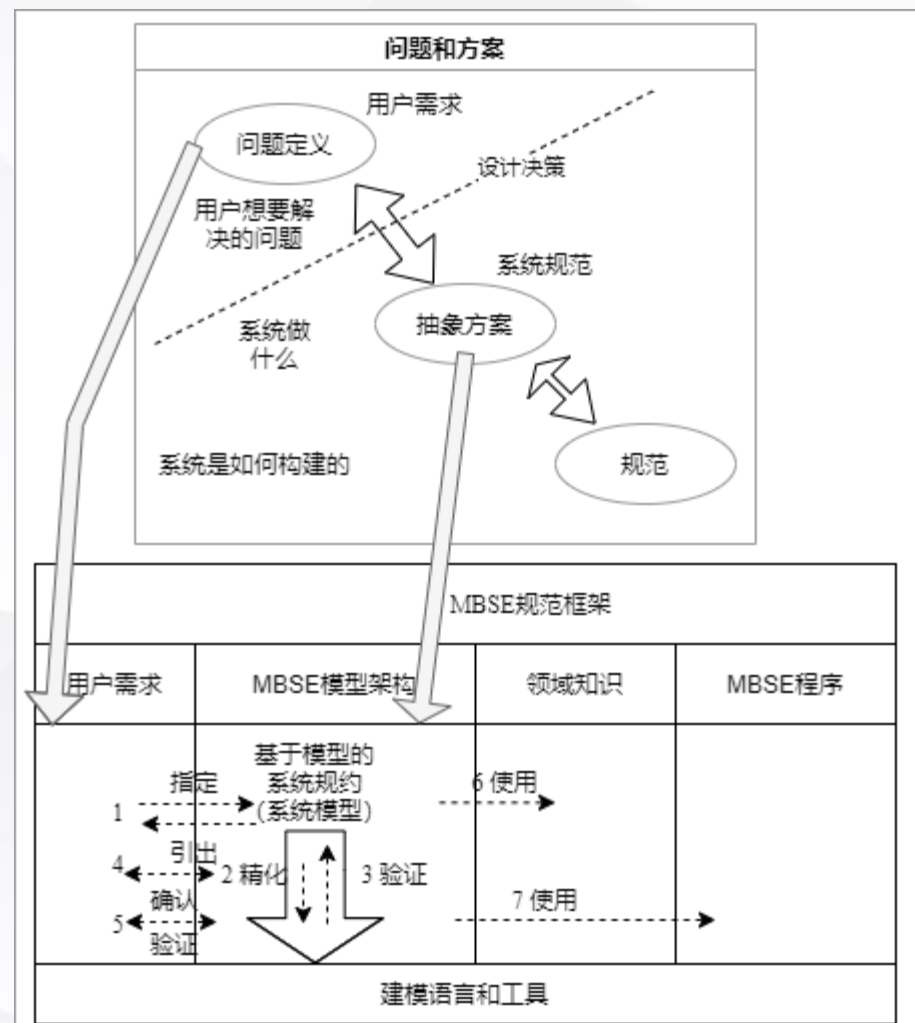 问题和方案
用户需求
问题定义
设计决策
用户想要解
决的问题
系统规范
抽象方案
系统做
什么
系统是如何构建的
规范
MBSE规范框架
用户需求
MBSE模型架构
领域知识
MBSE程序
基于模型的
系统规约
(系统模型)
指定
1
6 使用
引出
4
2 精化
3 验证
确认
5
验证
7 使用
建模语言和工具